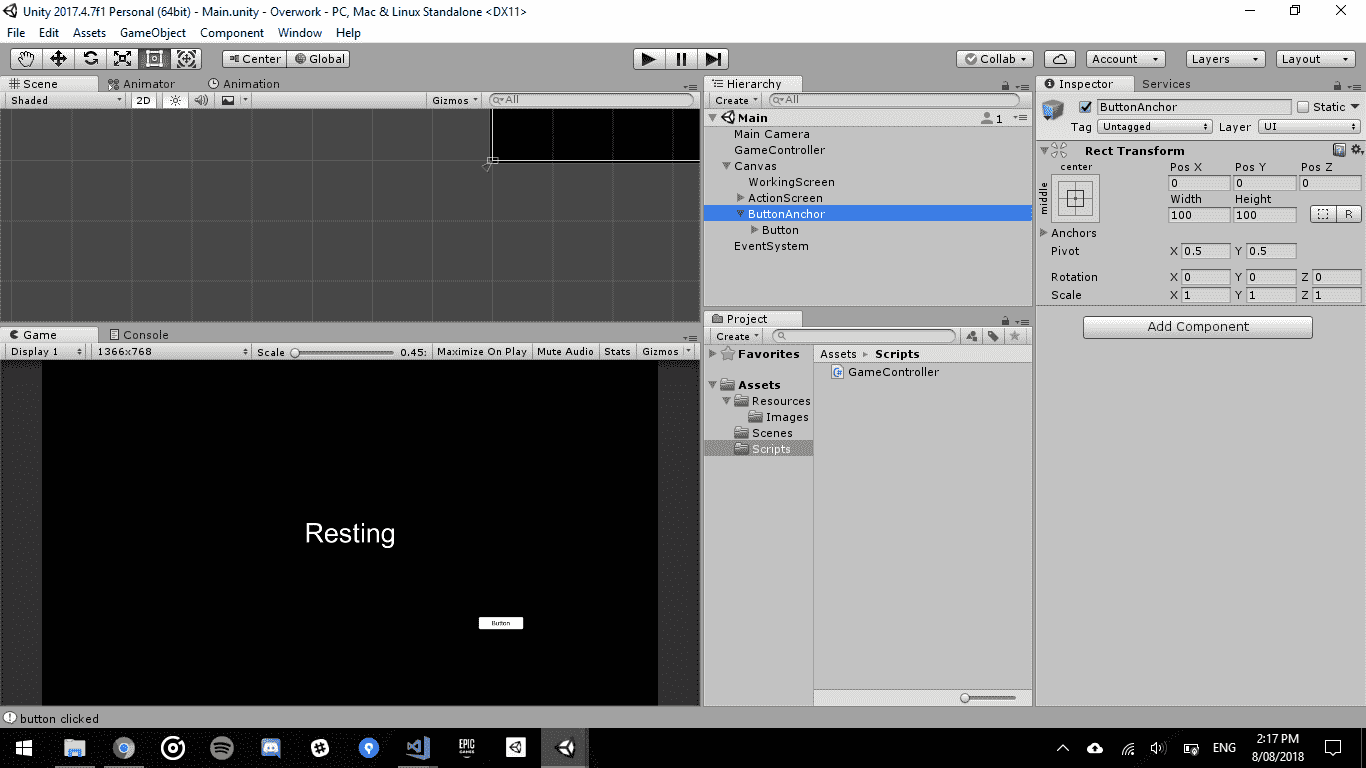 Unity 2017.4.7f1 Personal (64bit) - Main.unity - Overwork - PC, Mac & Linux Standalone <DX11>
File Edit Assets GameObject Component Window Help
Center Global Collab Account Layers Layout
Scene Animator Animation
Shaded 2D Gizmos All
Hierarchy
Create All
Main 1
Main Camera
GameController
Canvas
WorkingScreen
ActionScreen
ButtonAnchor
Button
EventSystem
Inspector Services
ButtonAnchor Static
Tag Untagged Layer UI
Rect Transform
center
middle
Pos X Pos Y Pos Z
0 0 0
Width Height
100 100 R
Anchors
Pivot X 0.5 Y 0.5
Rotation X 0 Y 0 Z 0
Scale X 1 Y 1 Z 1
Add Component
Game Console
Display 1 1366x768 Scale 0.45: Maximize On Play Mute Audio Stats Gizmos
Resting
Button
Project
Create
Favorites
Assets
Resources
Images
Scenes
Scripts
Assets Scripts
GameController
button clicked
EPIC
GAMES
ENG
2:17 PM
8/08/2018